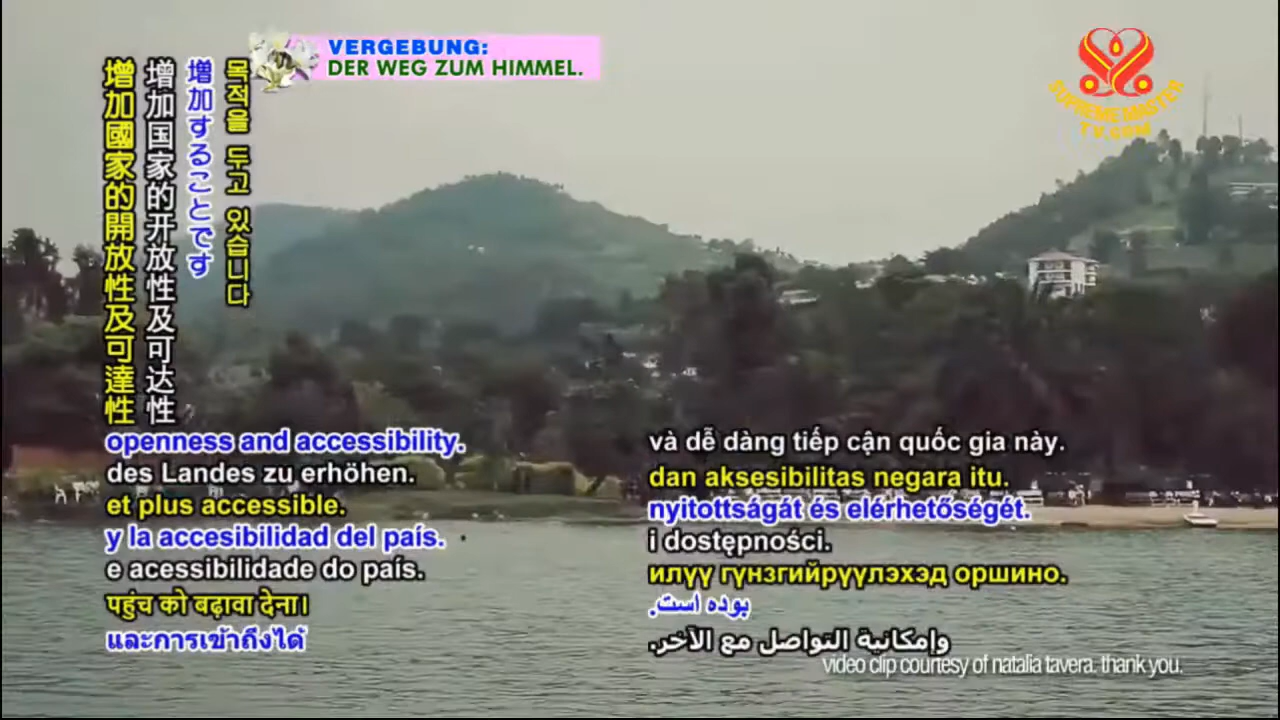 VERGEBUNG:
DER WEG ZUM HIMMEL.
SUPREME MASTER
TV.COM
增加國家的開放性及可達性
增加国家的开放性及可达性
増加することです
목적을 두고 있습니다
openness and accessibility.
des Landes zu erhöhen.
et plus accessible.
y la accesibilidad del país.
e acessibilidade do país.
पहुंच को बढ़ावा देना।
และการเข้าถึงได้
và dễ dàng tiếp cận quốc gia này.
dan aksesibilitas negara itu.
nyitottságát és elérhetőségét.
i dostępności.
илүү гүнзгийрүүлэхэд оршино.
بوده است.
وإمكانية التواصل مع الآخر.
video clip courtesy of natalia tavera. thank you.